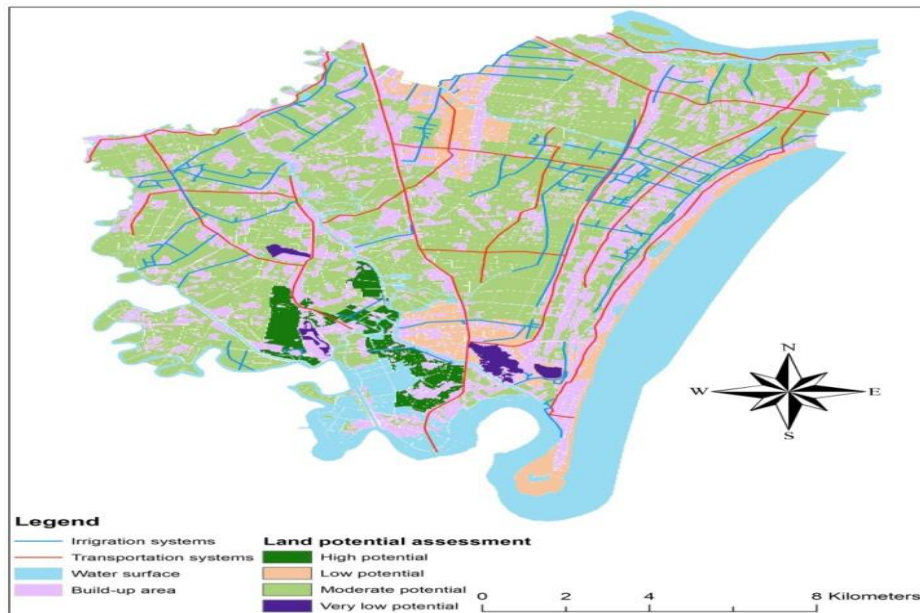 N
W E
S
Legend
Irrigration systems
Transportation systems
Water surface
Build-up area
Land potential assessment
High potential
Low potential
Moderate potential
Very low potential
0 2 4 8 Kilometers